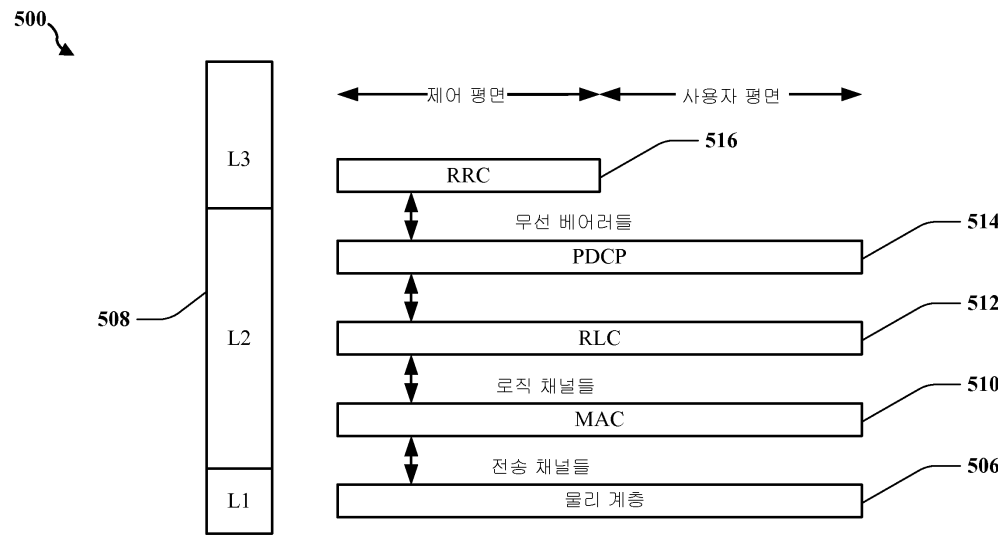 500
제어 평면
사용자 평면
L3
RRC
516
무선 베어러들
PDCP
514
508
L2
RLC
512
로직 채널들
MAC
510
전송 채널들
L1
물리 계층
506